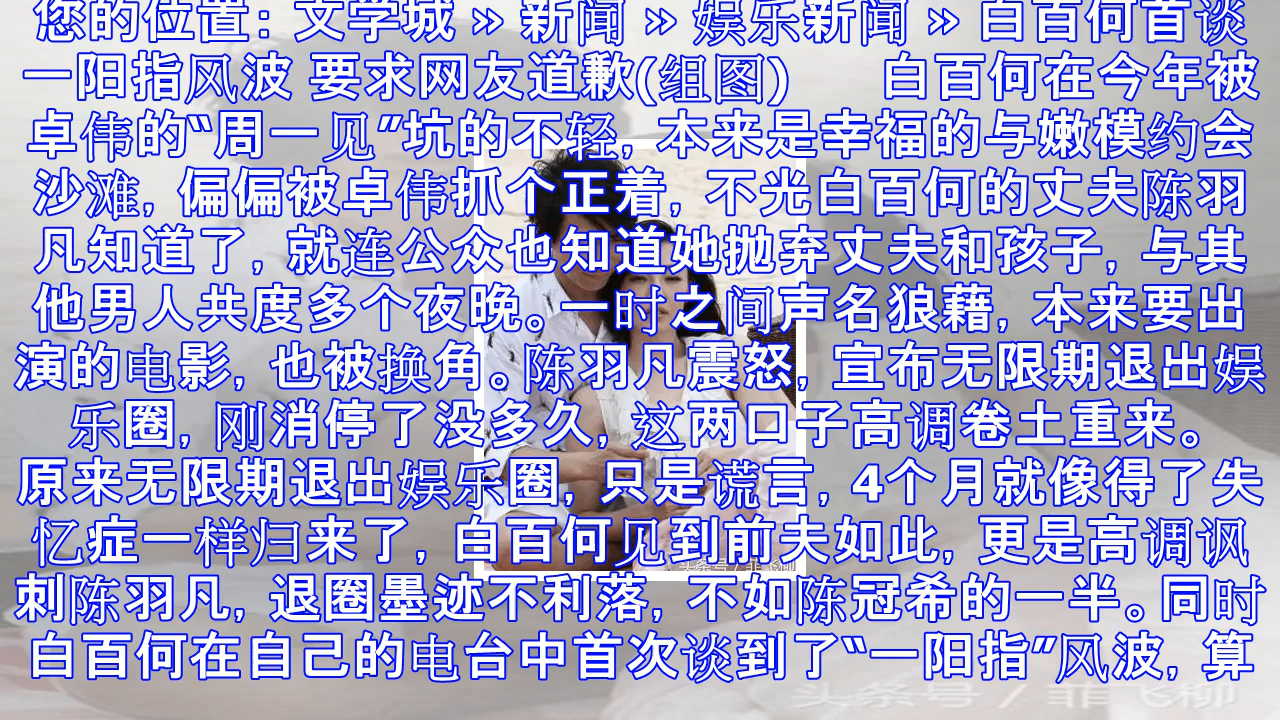 您的位置: 文学城 » 新闻 » 娱乐新闻 » 白百何首谈
一阳指风波 要求网友道歉(组图) 白百何在今年被
卓伟的“周一见”坑的不轻, 本来是幸福的与嫩模约会
沙滩, 偏偏被卓伟抓个正着, 不光白百何的丈夫陈羽
凡知道了, 就连公众也知道她抛弃丈夫和孩子, 与其
他男人共度多个夜晚。一时之间声名狼藉, 本来要出
演的电影, 也被换角。陈羽凡震怒, 宣布无限期退出娱
乐圈, 刚消停了没多久, 这两口子高调卷土重来。
原来无限期退出娱乐圈, 只是谎言, 4个月就像得了失
忆症一样归来了, 白百何见到前夫如此, 更是高调讽
刺陈羽凡, 退圈墨迹不利落, 不如陈冠希的一半。同时
白百何在自己的电台中首次谈到了“一阳指”风波, 算
头条号 / 菲飞柳
头条号 / 菲飞柳